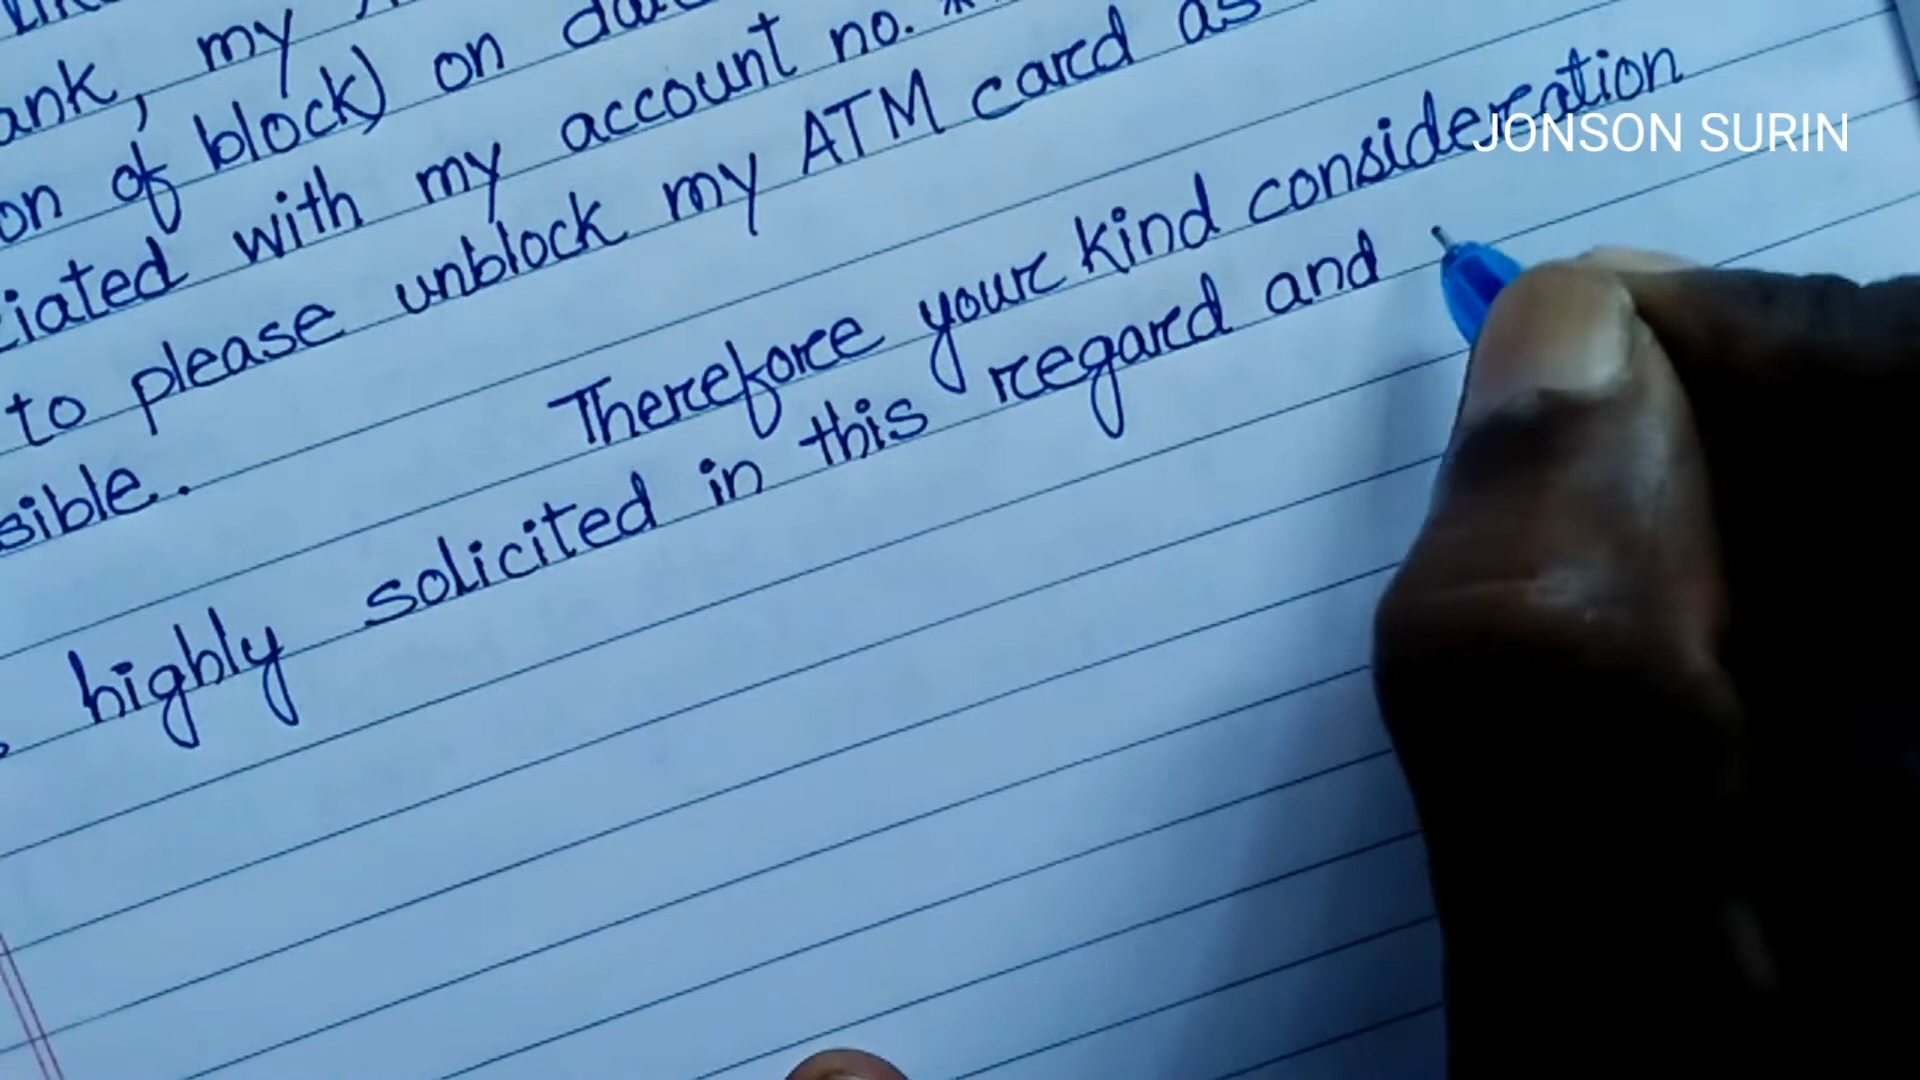 my
ank, my
on of block) on
ciated with my account no. *
to please unblock my ATM card as
sible.
Therefore your kind consideration
highly solicited in this regard and
JONSON SURIN